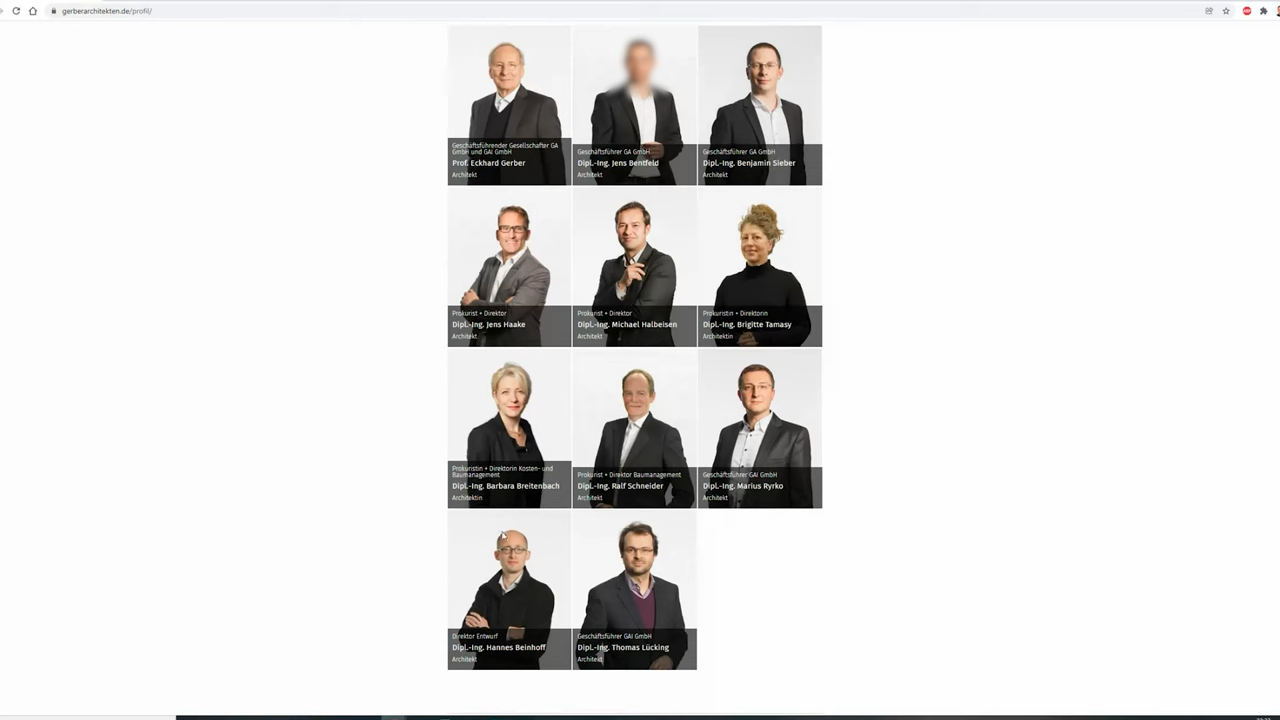 gerberarchitekten.de/profil/
Geschäftsführender Gesellschafter GA
GmbH und GAI GmbH
Prof. Eckhard Gerber
Architekt
Geschäftsführer GA GmbH
Dipl.-Ing. Jens Bentfeld
Architekt
Geschäftsführer GA GmbH
Dipl.-Ing. Benjamin Sieber
Architekt
Prokurist + Direktor
Dipl.-Ing. Jens Haake
Architekt
Prokurist + Direktor
Dipl.-Ing. Michael Halbeisen
Architekt
Prokuristin + Direktorin
Dipl.-Ing. Brigitte Tamasy
Architektin
Prokuristin + Direktorin Kosten- und
Baumanagement
Dipl.-Ing. Barbara Breitenbach
Architektin
Prokurist + Direktor Baumanagement
Dipl.-Ing. Ralf Schneider
Architekt
Geschäftsführer GAI GmbH
Dipl.-Ing. Marius Ryrko
Architekt
Direktor Entwurf
Dipl.-Ing. Hannes Beinhoff
Architekt
Geschäftsführer GAI GmbH
Dipl.-Ing. Thomas Lücking
Architekt